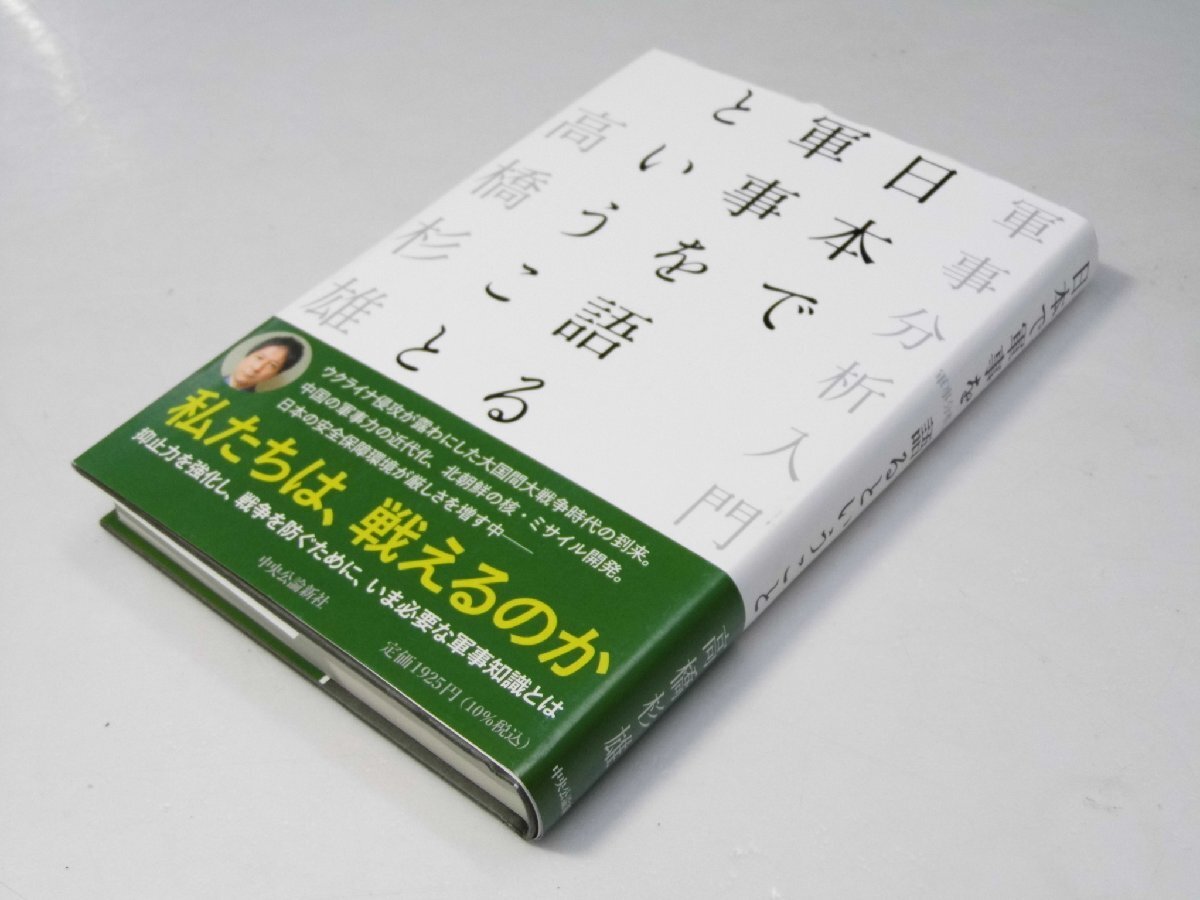 軍事分析入門
日本で
軍事を語る
ということ
高橋杉雄
ウクライナ侵攻が露わにした大国間大戦争時代の到来。
中国の軍事力の近代化、北朝鮮の核・ミサイル開発。
日本の安全保障環境が厳しさを増す中──
私たちは、戦えるのか
抑止力を強化し、戦争を防ぐために、いま必要な軍事知識とは
中央公論新社
定価1925円(10%税込)
日本で軍事を語るということ
軍事分析
高橋杉雄
中央公論